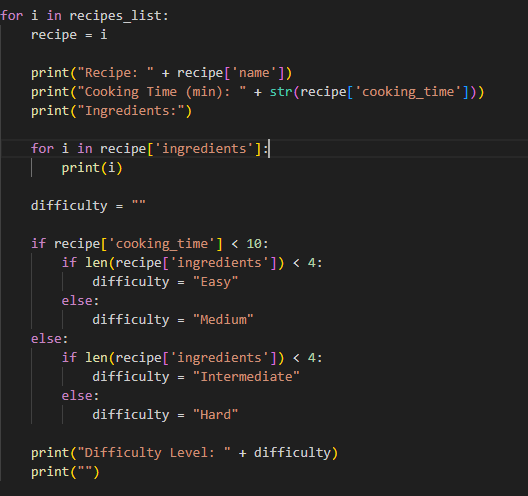 for i in recipes_list:
    recipe = i

    print("Recipe: " + recipe['name'])
    print("Cooking Time (min): " + str(recipe['cooking_time']))
    print("Ingredients:")

    for i in recipe['ingredients']:
        print(i)

    difficulty = ""

    if recipe['cooking_time'] < 10:
        if len(recipe['ingredients']) < 4:
            difficulty = "Easy"
        else:
            difficulty = "Medium"
    else:
        if len(recipe['ingredients']) < 4:
            difficulty = "Intermediate"
        else:
            difficulty = "Hard"

    print("Difficulty Level: " + difficulty)
    print("")